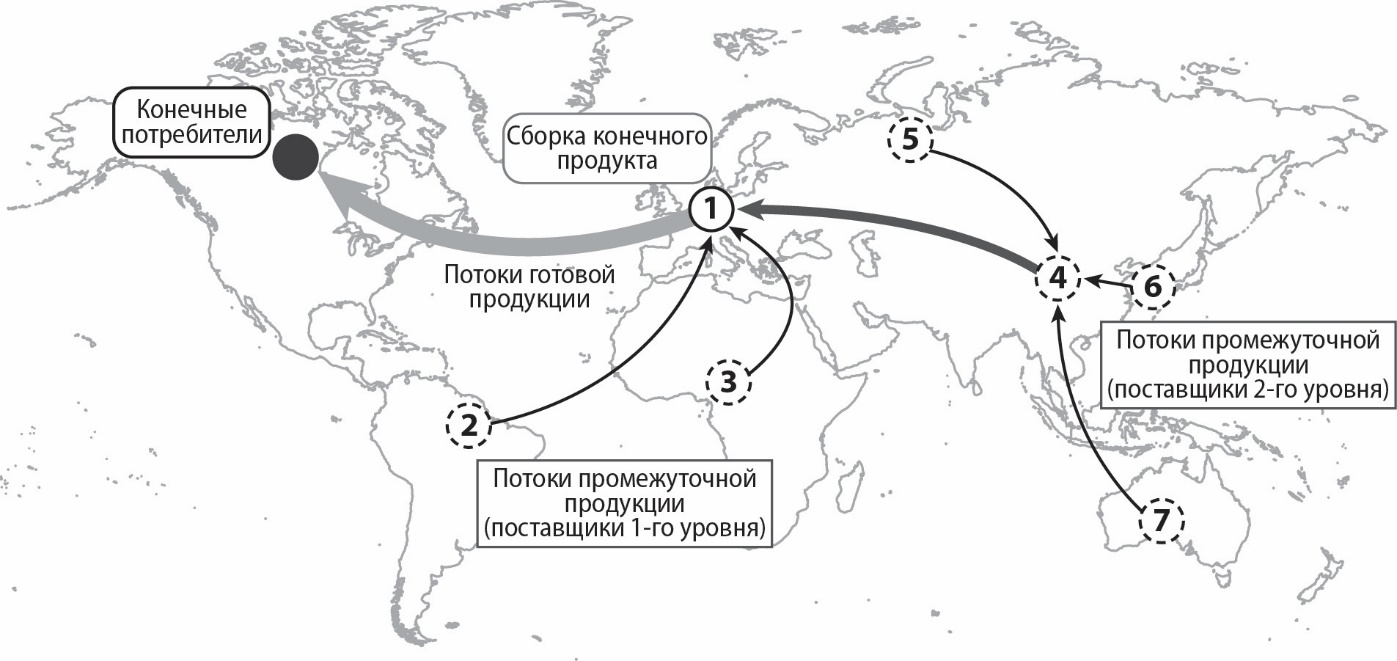 Конечные
потребители
Сборка конечного
продукта
5
1
Потоки готовой
продукции
4
6
Потоки промежуточной
продукции
(поставщики 2-го уровня)
3
2
Потоки промежуточной
продукции
(поставщики 1-го уровня)
7